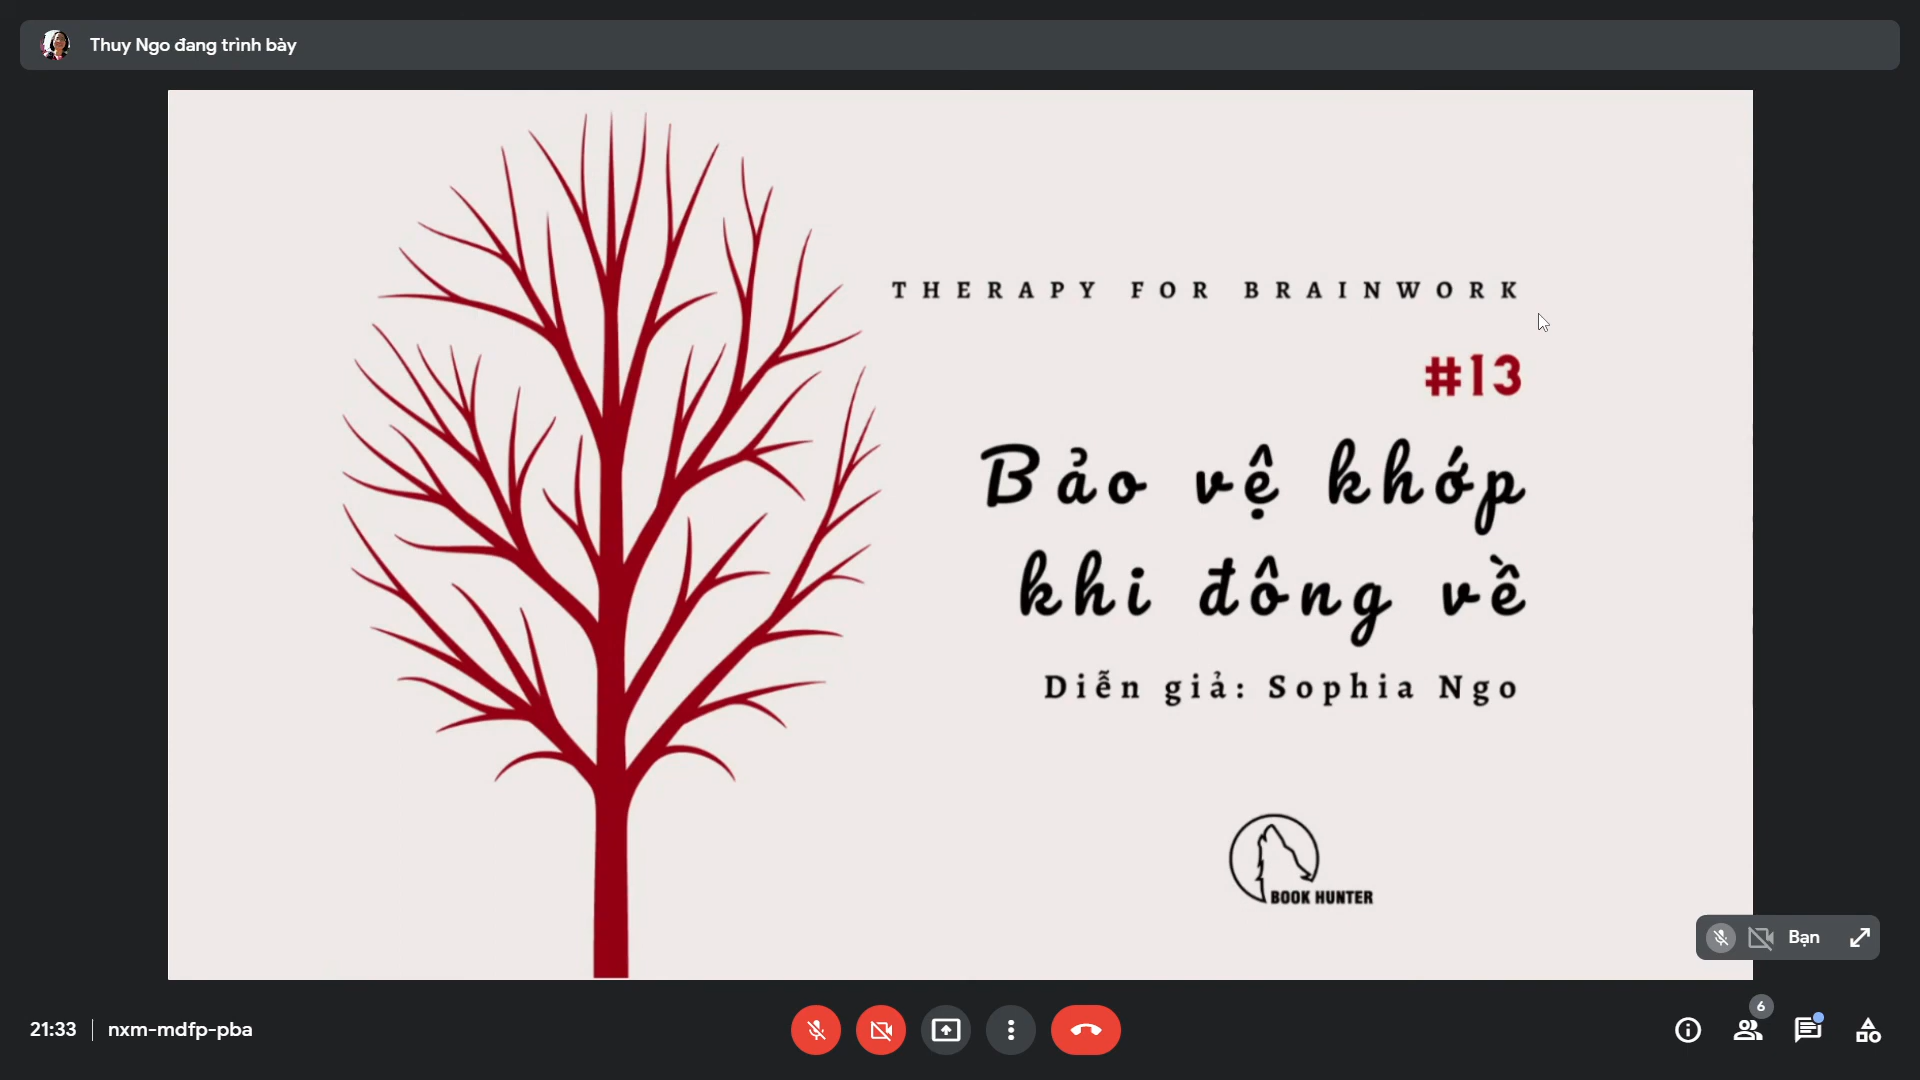 Thuy Ngo đang trình bày
THERAPY FOR BRAINWORK
#13
Bảo vệ khớp
khi đông về
Diễn giả: Sophia Ngo
BOOK HUNTER
Bạn
6
21:33 nxm-mdfp-pba